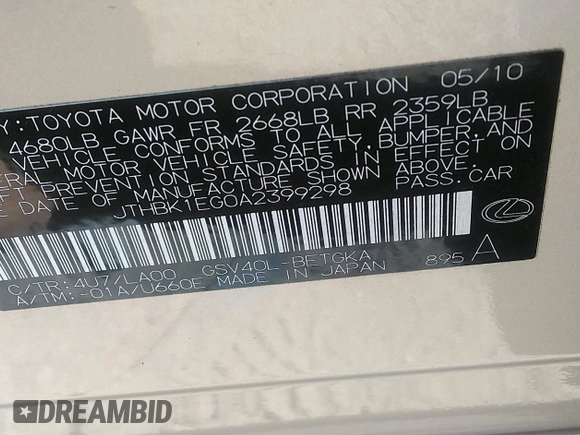 Y:TOYOTA MOTOR CORPORATION 05/10
4680LB GAWR FR 2668LB RR 2359LB
VEHICLE CONFORMS TO ALL APPLICABLE
ERAL MOTOR VEHICLE SAFETY,BUMPER,AND
FT PREVENTION STANDARDS IN EFFECT ON
E DATE OF MANUFACTURE SHOWN ABOVE.
JTHBK1EG0A2399298 PASS.CAR
C/TR:4U7/LA00 GSV40L-BETGKA 895 A
A/TM:-01A/U660E MADE IN JAPAN
DREAMBID